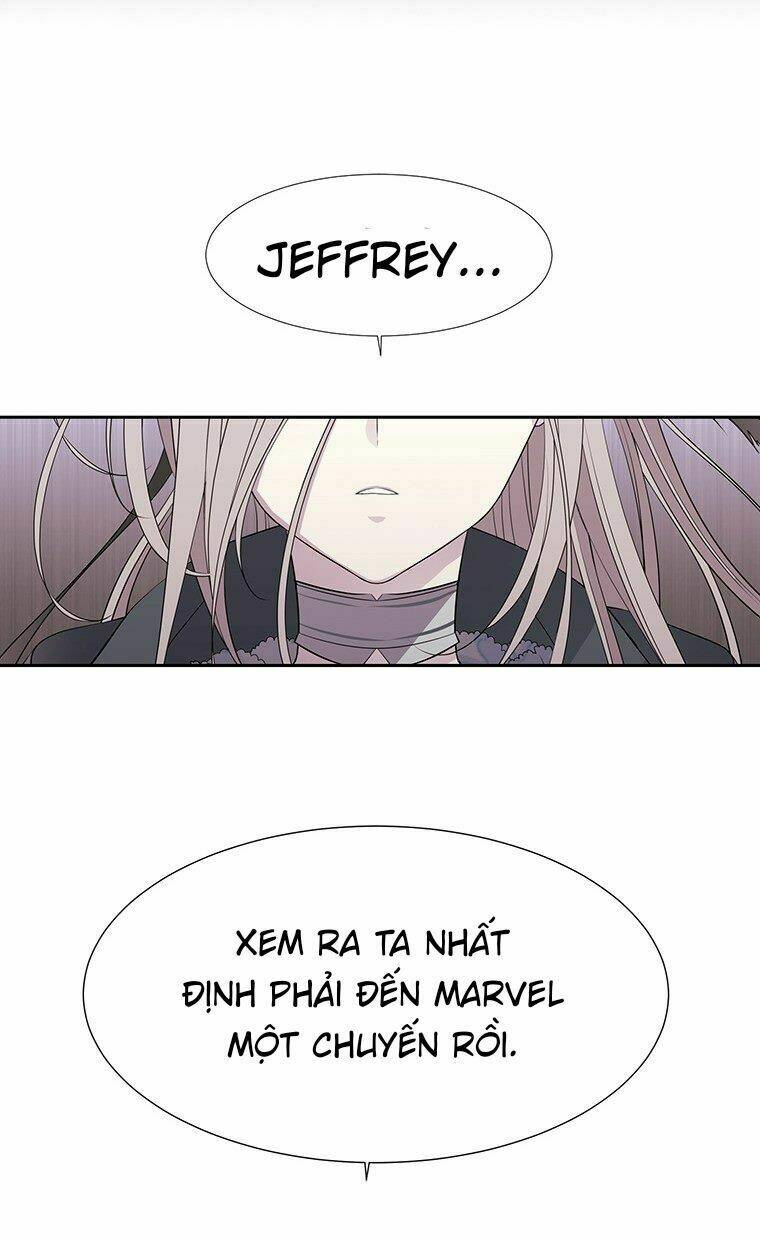 JEFFREY...
XEM RA TA NHẤT
ĐỊNH PHẢI ĐẾN MARVEL
MỘT CHUYẾN RỒI.